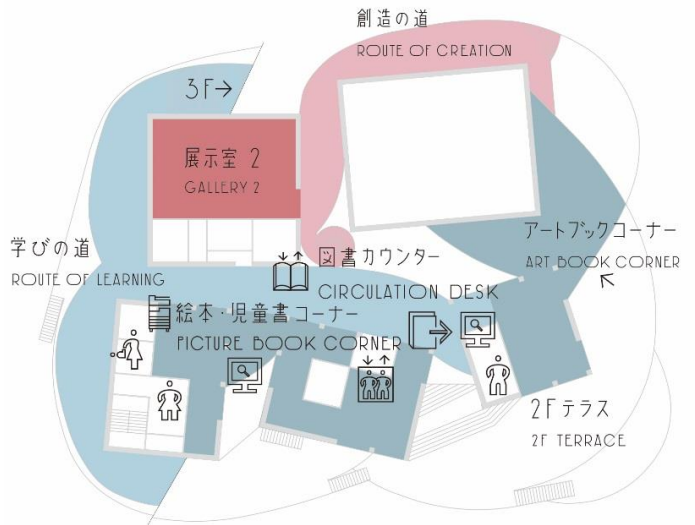 創造の道
ROUTE OF CREATION
3F→
展示室 2
GALLERY 2
学びの道
ROUTE OF LEARNING
図書カウンター
CIRCULATION DESK
アートブックコーナー
ART BOOK CORNER
絵本・児童書コーナー
PICTURE BOOK CORNER
2Fテラス
2F TERRACE